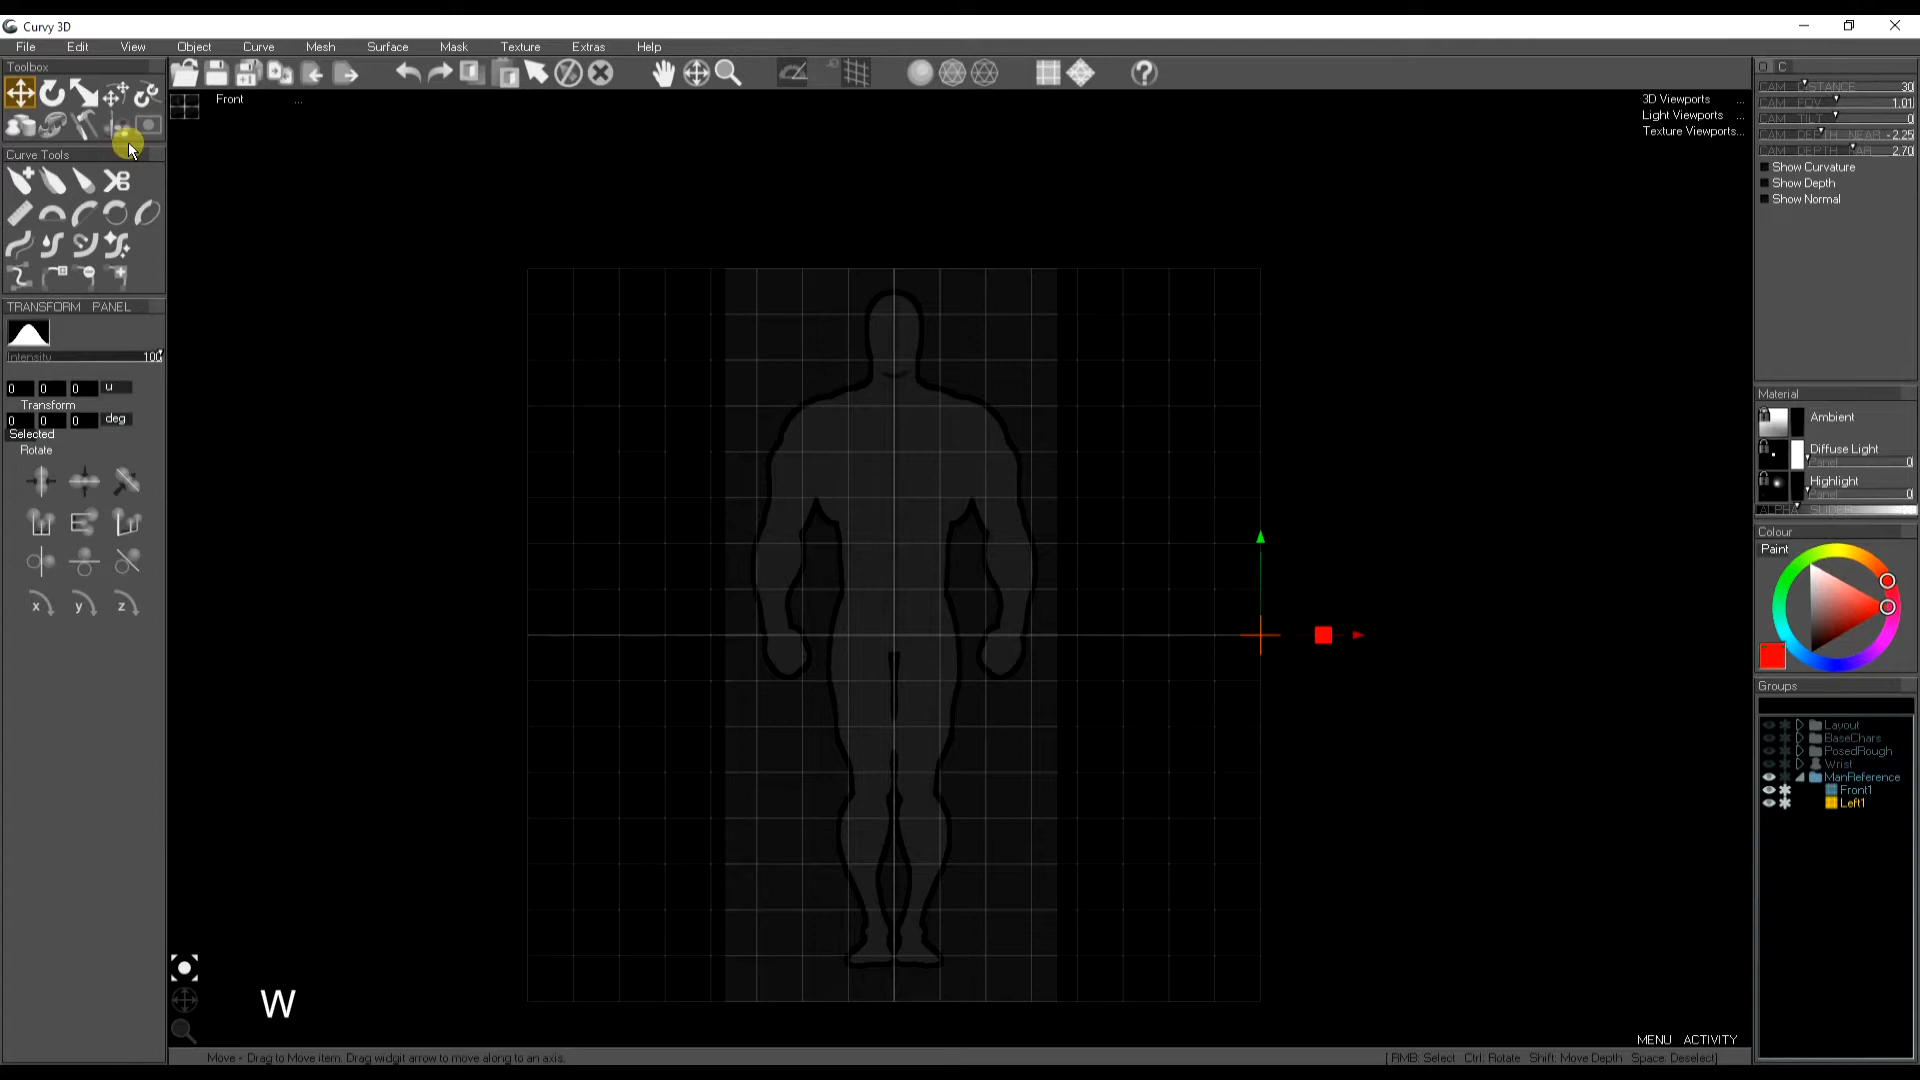 Curvy 3D
File Edit View Object Curve Mesh Surface Mask Texture Extras Help
Toolbox
Curve Tools
TRANSFORM PANEL
Intensity 100
0 0 0 u
Transform
0 0 0 deg
Selected
Rotate
x y z
Front ...
3D Viewports ...
Light Viewports ...
Texture Viewports...
W
MENU ACTIVITY
Move - Drag to Move item. Drag widgit arrow to move along to an axis.
[ RMB: Select Ctrl: Rotate Shift: Move Depth Space: Deselect]
O C
CAM DISTANCE 30
CAM FOV 1.01
CAM TILT 0
CAM DEPTH NEAR -2.25
CAM DEPTH FAR 2.70
Show Curvature
Show Depth
Show Normal
Material
Ambient
Diffuse Light
Panel 0
Highlight
Panel 0
ALPHA SLIDER
Colour
Paint
Groups
Layout
BaseChars
PosedRough
Wrist
ManReference
Front1
Left1